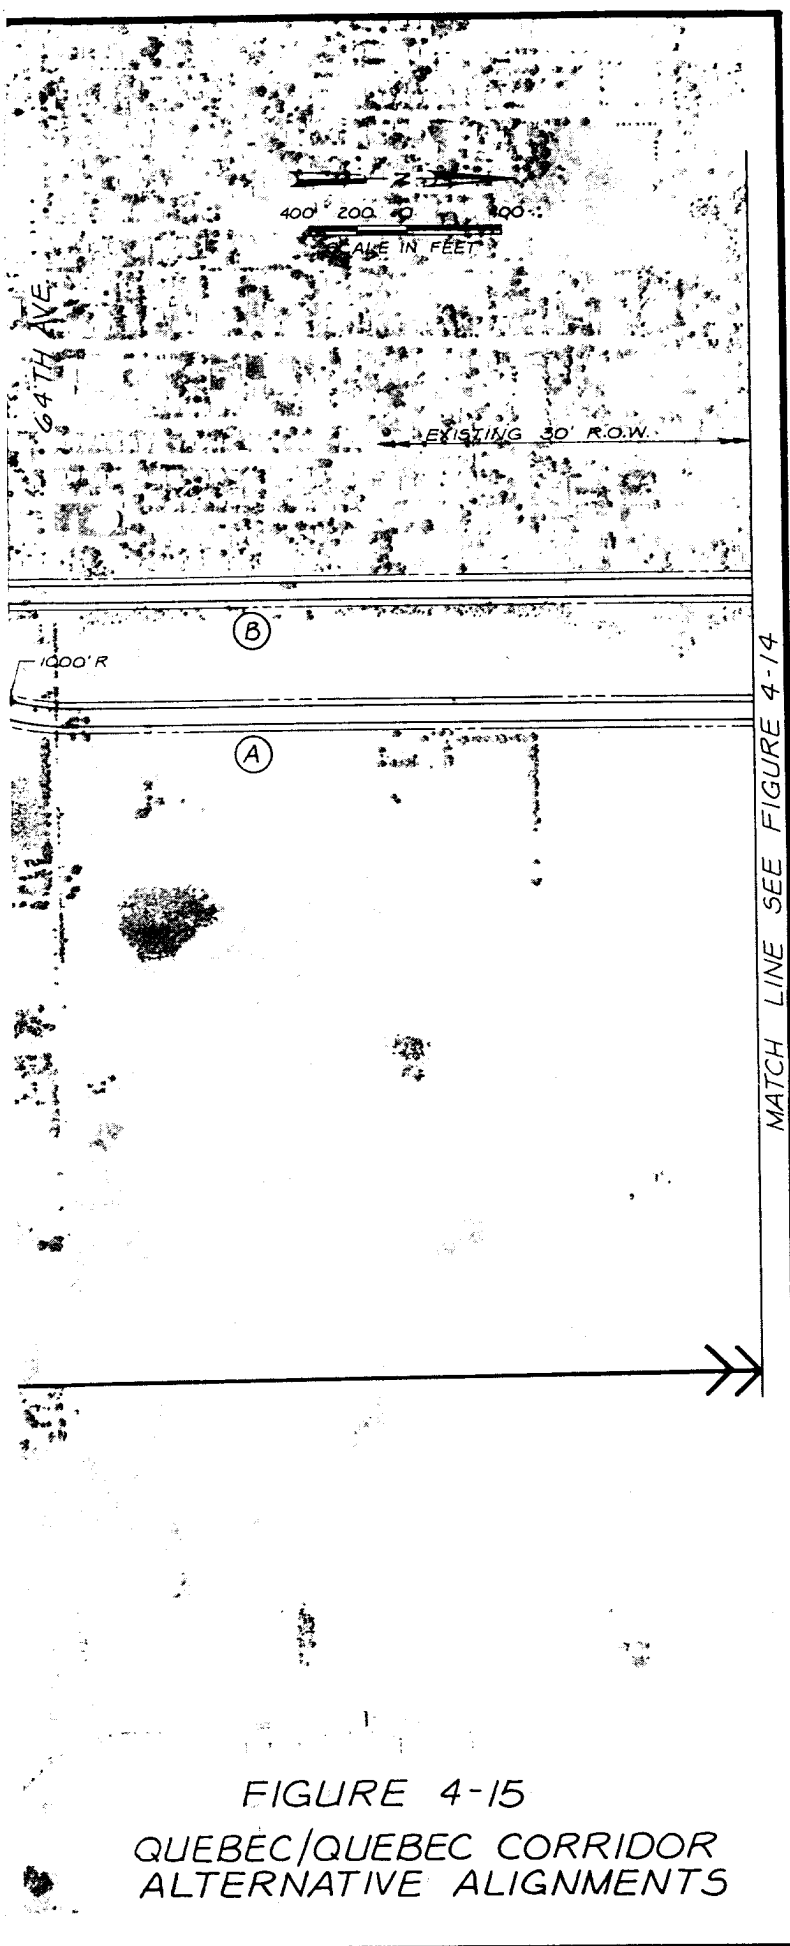 N
400 200 0 400
SCALE IN FEET
64TH AVE.
EXISTING 30' R.O.W.
B
1000' R
A
MATCH LINE SEE FIGURE 4-14
FIGURE 4-15
QUEBEC/QUEBEC CORRIDOR
ALTERNATIVE ALIGNMENTS